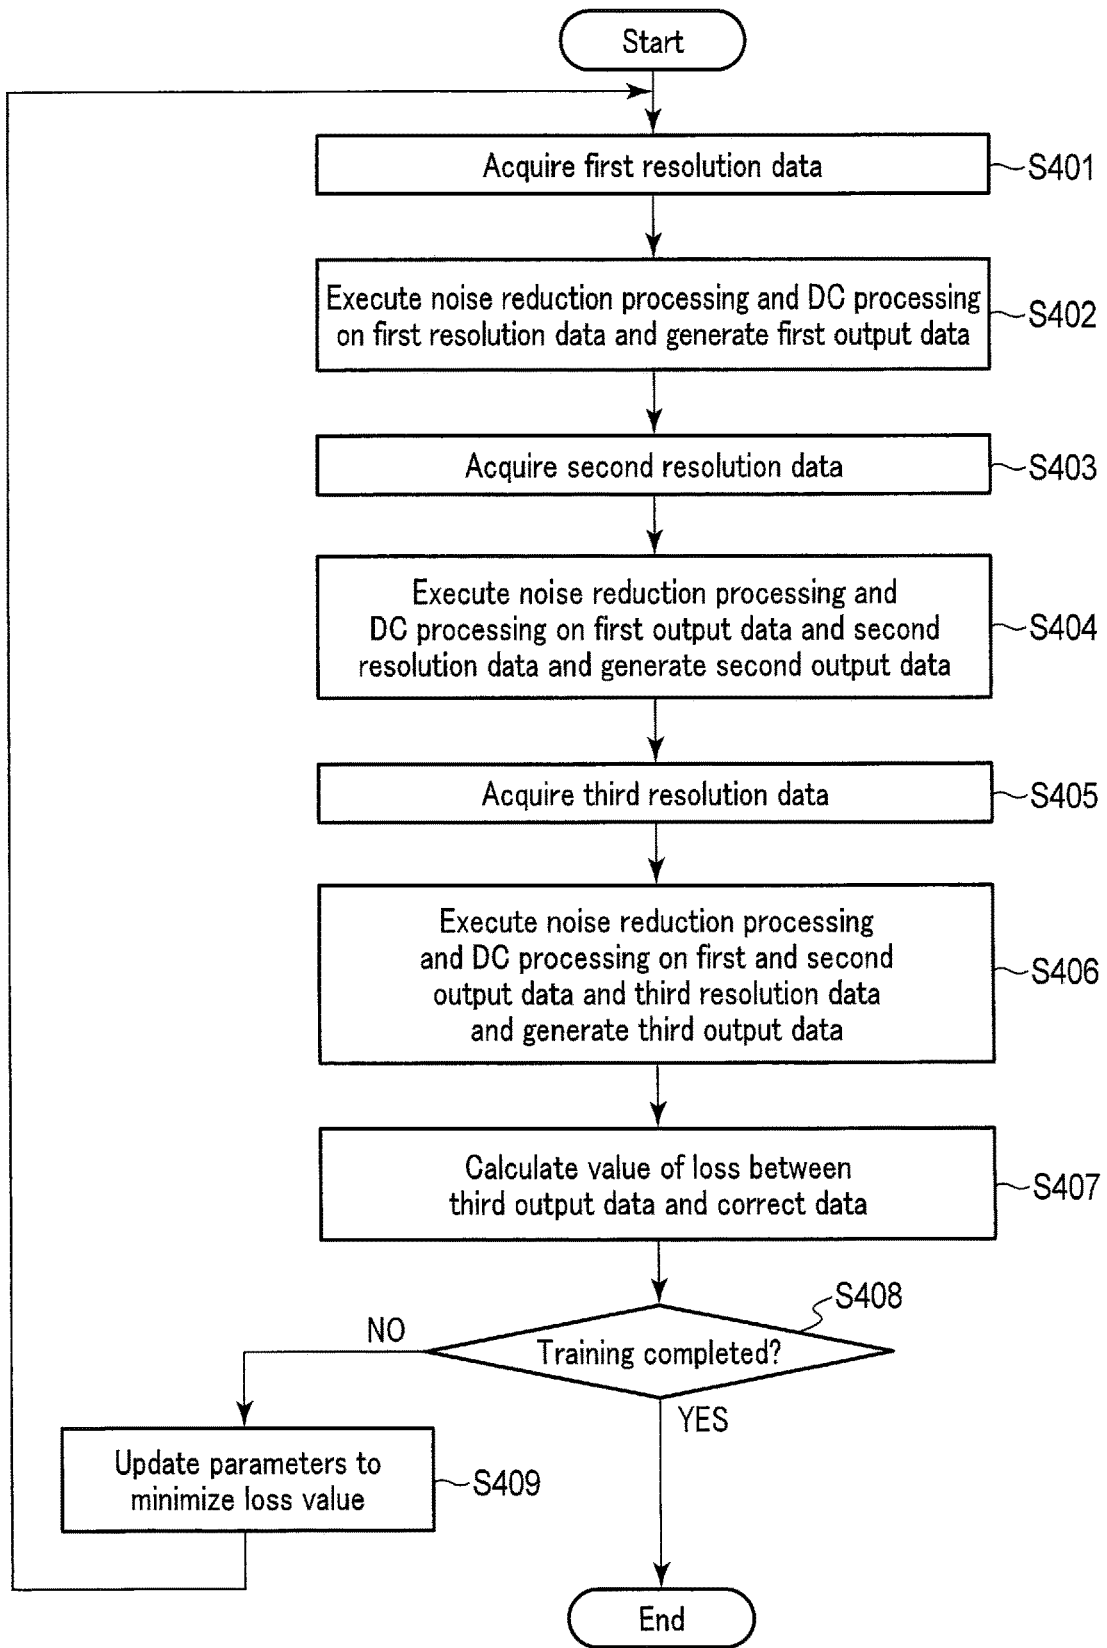 Start
Acquire first resolution data
S401
Execute noise reduction processing and DC processing
on first resolution data and generate first output data
S402
Acquire second resolution data
S403
Execute noise reduction processing and
DC processing on first output data and second
resolution data and generate second output data
S404
Acquire third resolution data
S405
Execute noise reduction processing
and DC processing on first and second
output data and third resolution data
and generate third output data
S406
Calculate value of loss between
third output data and correct data
S407
S408
Training completed?
NO
YES
Update parameters to
minimize loss value
S409
End